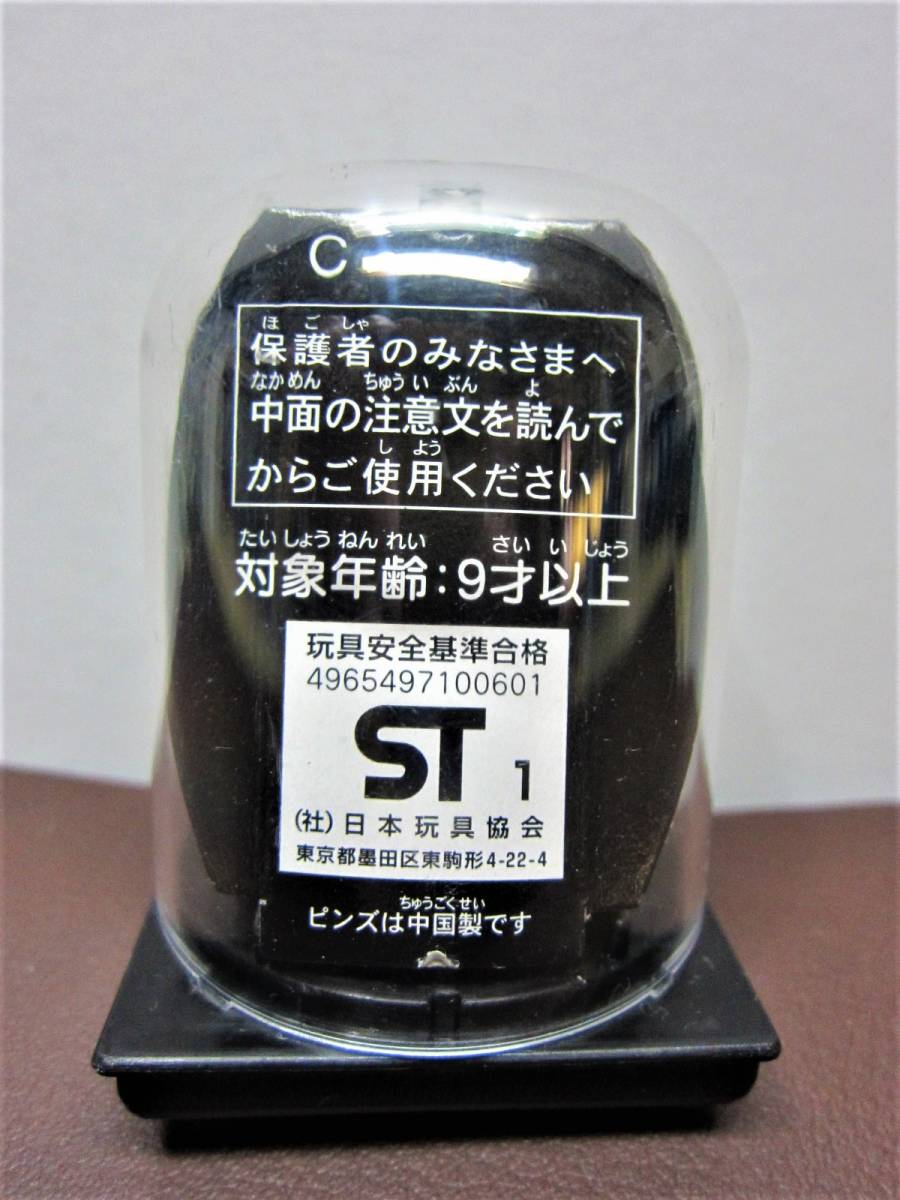 C
ほ ご しゃ
保護者のみなさまへ
なかめん ちゅう い ぶん よ
中面の注意文を読んで
し よう
からご使用ください
たい しょう ねん れい さい い じょう
対象年齢:9才以上
玩具安全基準合格
4965497100601
ST 1
(社)日本玩具協会
東京都墨田区東駒形4-22-4
ちゅうごくせい
ピンズは中国製です